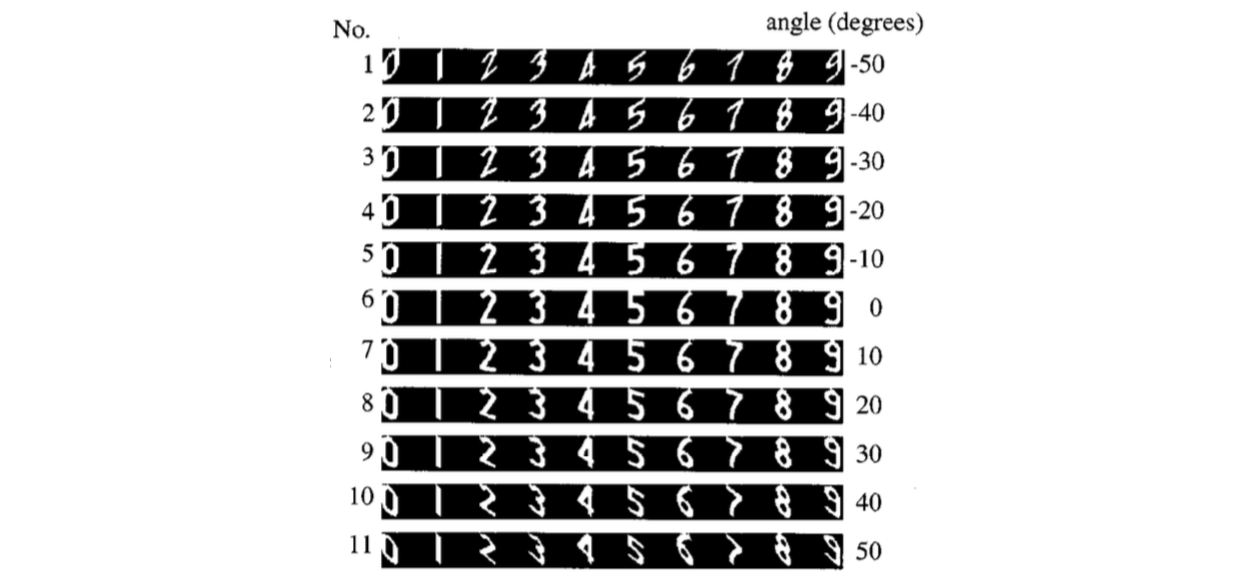 No. angle (degrees)
1 0 1 2 3 4 5 6 7 8 9 -50
2 0 1 2 3 4 5 6 7 8 9 -40
3 0 1 2 3 4 5 6 7 8 9 -30
4 0 1 2 3 4 5 6 7 8 9 -20
5 0 1 2 3 4 5 6 7 8 9 -10
6 0 1 2 3 4 5 6 7 8 9 0
7 0 1 2 3 4 5 6 7 8 9 10
8 0 1 2 3 4 5 6 7 8 9 20
9 0 1 2 3 4 5 6 7 8 9 30
10 0 1 2 3 4 5 6 7 8 9 40
11 0 1 2 3 4 5 6 7 8 9 50